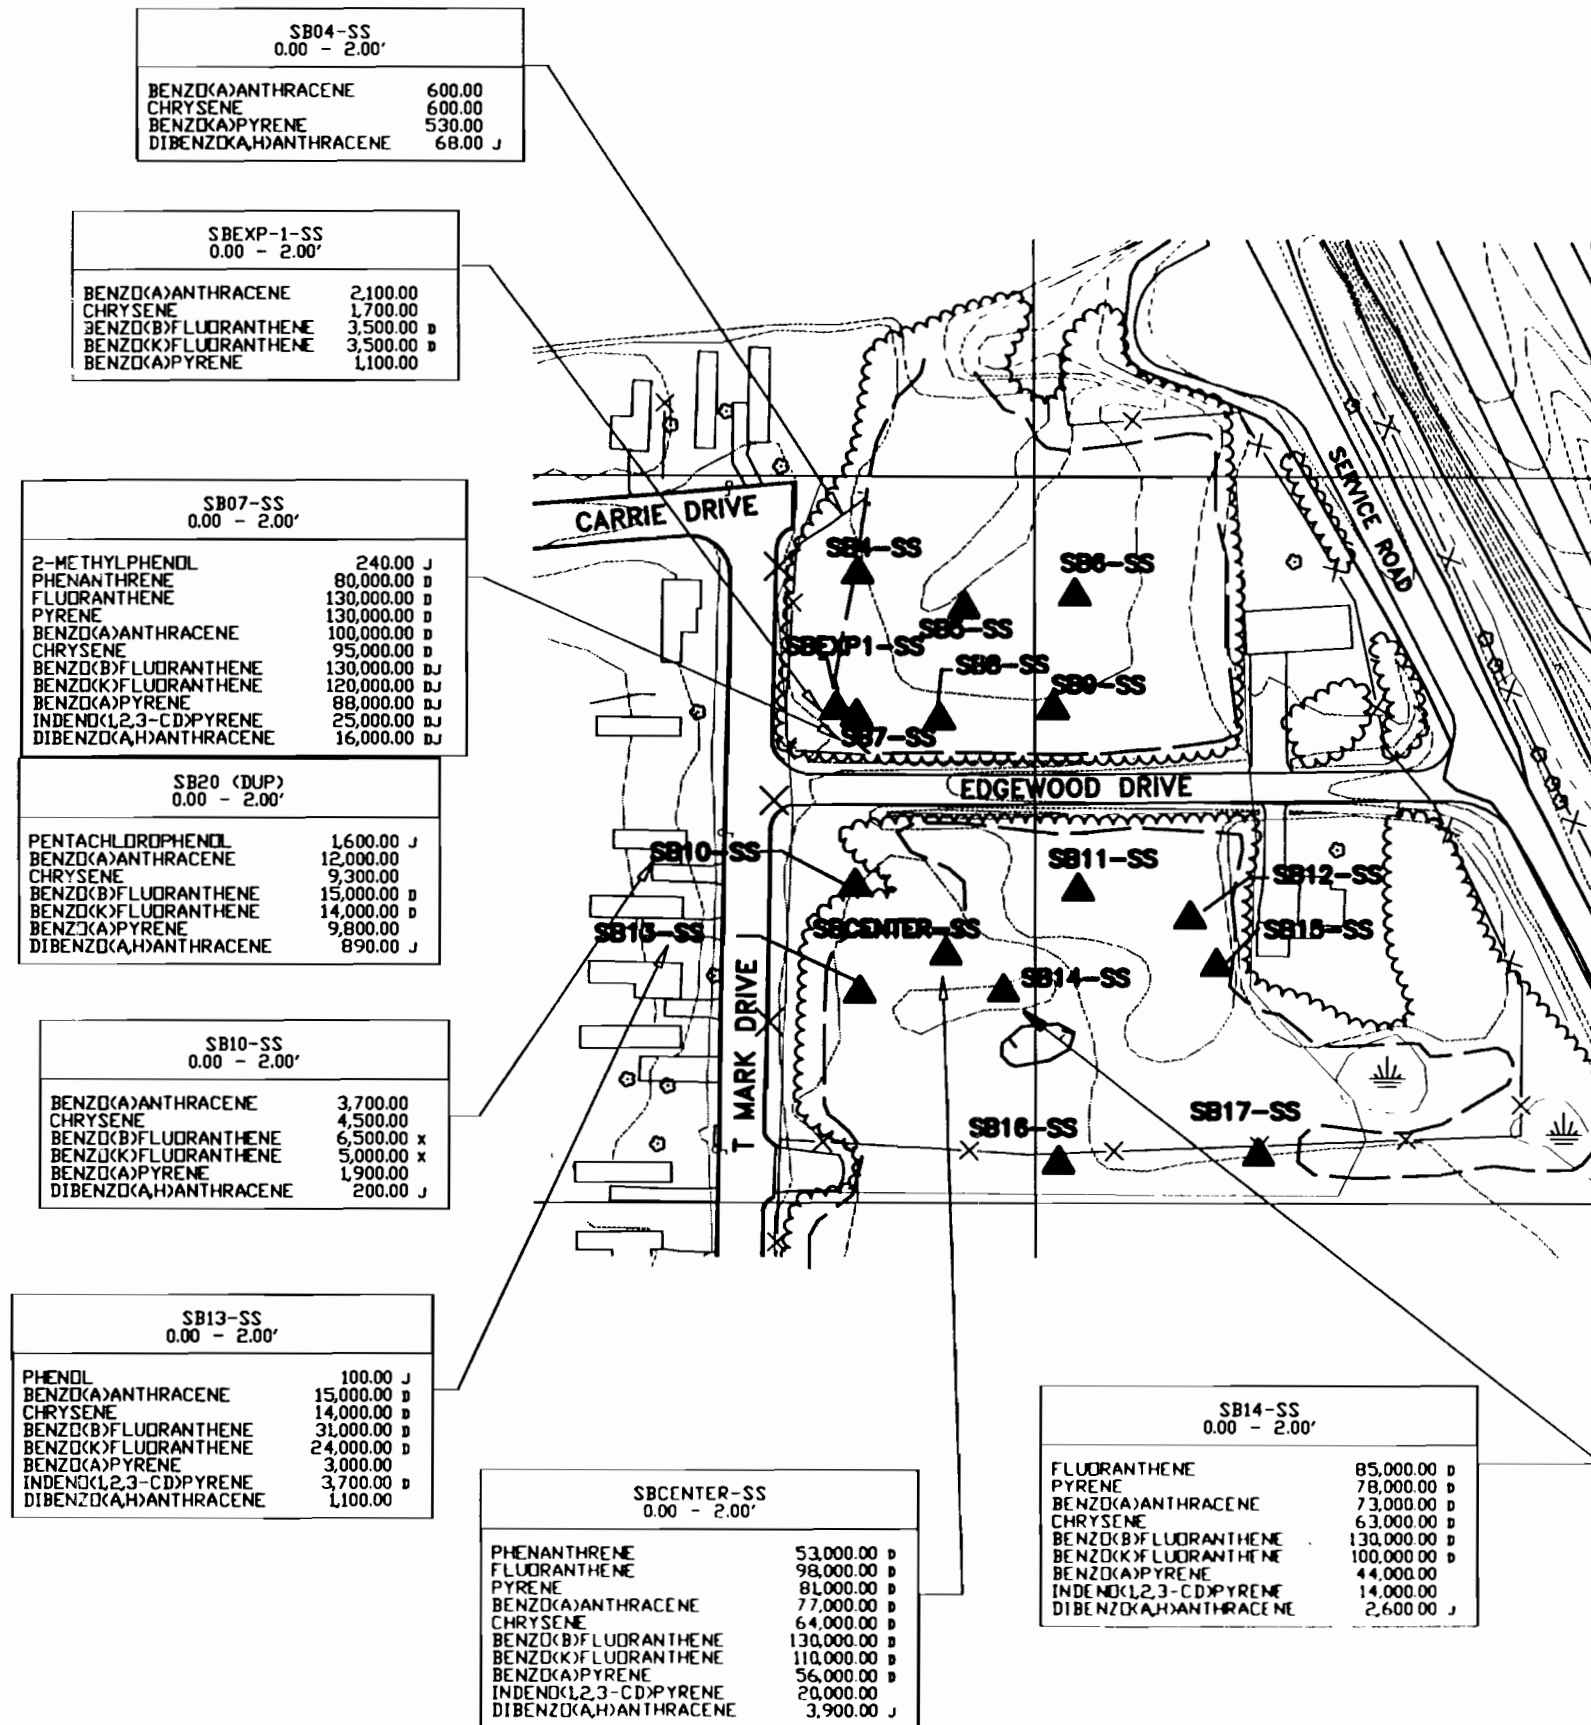 SB04-SS
0.00 - 2.00'
BENZO(A)ANTHRACENE 600.00
CHRYSENE 600.00
BENZO(A)PYRENE 530.00
DIBENZO(A,H)ANTHRACENE 68.00 J
SBEXP-1-SS
0.00 - 2.00'
BENZO(A)ANTHRACENE 2,100.00
CHRYSENE 1,700.00
BENZO(B)FLUORANTHENE 3,500.00 D
BENZO(K)FLUORANTHENE 3,500.00 D
BENZO(A)PYRENE 1,100.00
SB07-SS
0.00 - 2.00'
2-METHYLPHENOL 240.00 J
PHENANTHRENE 80,000.00 D
FLUORANTHENE 130,000.00 D
PYRENE 130,000.00 D
BENZO(A)ANTHRACENE 100,000.00 D
CHRYSENE 95,000.00 D
BENZO(B)FLUORANTHENE 130,000.00 DJ
BENZO(K)FLUORANTHENE 120,000.00 DJ
BENZO(A)PYRENE 88,000.00 DJ
INDENO(1,2,3-CD)PYRENE 25,000.00 DJ
DIBENZO(A,H)ANTHRACENE 16,000.00 DJ
SB20 (DUP)
0.00 - 2.00'
PENTACHLOROPHENOL 1,600.00 J
BENZO(A)ANTHRACENE 12,000.00
CHRYSENE 9,300.00
BENZO(B)FLUORANTHENE 15,000.00 D
BENZO(K)FLUORANTHENE 14,000.00 D
BENZO(A)PYRENE 9,800.00
DIBENZO(A,H)ANTHRACENE 890.00 J
SB10-SS
0.00 - 2.00'
BENZO(A)ANTHRACENE 3,700.00
CHRYSENE 4,500.00
BENZO(B)FLUORANTHENE 6,500.00 X
BENZO(K)FLUORANTHENE 5,000.00 X
BENZO(A)PYRENE 1,900.00
DIBENZO(A,H)ANTHRACENE 200.00 J
SB13-SS
0.00 - 2.00'
PHENOL 100.00 J
BENZO(A)ANTHRACENE 15,000.00 D
CHRYSENE 14,000.00 D
BENZO(B)FLUORANTHENE 31,000.00 D
BENZO(K)FLUORANTHENE 24,000.00 D
BENZO(A)PYRENE 3,000.00
INDENO(1,2,3-CD)PYRENE 3,700.00 D
DIBENZO(A,H)ANTHRACENE 1,100.00
SBCENTER-SS
0.00 - 2.00'
PHENANTHRENE 53,000.00 D
FLUORANTHENE 98,000.00 D
PYRENE 81,000.00 D
BENZO(A)ANTHRACENE 77,000.00 D
CHRYSENE 64,000.00 D
BENZO(B)FLUORANTHENE 130,000.00 D
BENZO(K)FLUORANTHENE 110,000.00 D
BENZO(A)PYRENE 56,000.00 D
INDENO(1,2,3-CD)PYRENE 20,000.00
DIBENZO(A,H)ANTHRACENE 3,900.00 J
SB14-SS
0.00 - 2.00'
FLUORANTHENE 85,000.00 D
PYRENE 78,000.00 D
BENZO(A)ANTHRACENE 73,000.00 D
CHRYSENE 63,000.00 D
BENZO(B)FLUORANTHENE 130,000.00 D
BENZO(K)FLUORANTHENE 100,000.00 D
BENZO(A)PYRENE 44,000.00
INDENO(1,2,3-CD)PYRENE 14,000.00
DIBENZO(A,H)ANTHRACENE 2,600.00 J
CARRIE DRIVE
SERVICE ROAD
SB4-SS
SB6-SS
SB5-SS
SBEXP1-SS
SB8-SS
SB9-SS
SB7-SS
EDGEWOOD DRIVE
SB10-SS
SB11-SS
SB12-SS
SB13-SS
SBCENTER-SS
SB15-SS
SB14-SS
T MARK DRIVE
SB16-SS
SB17-SS